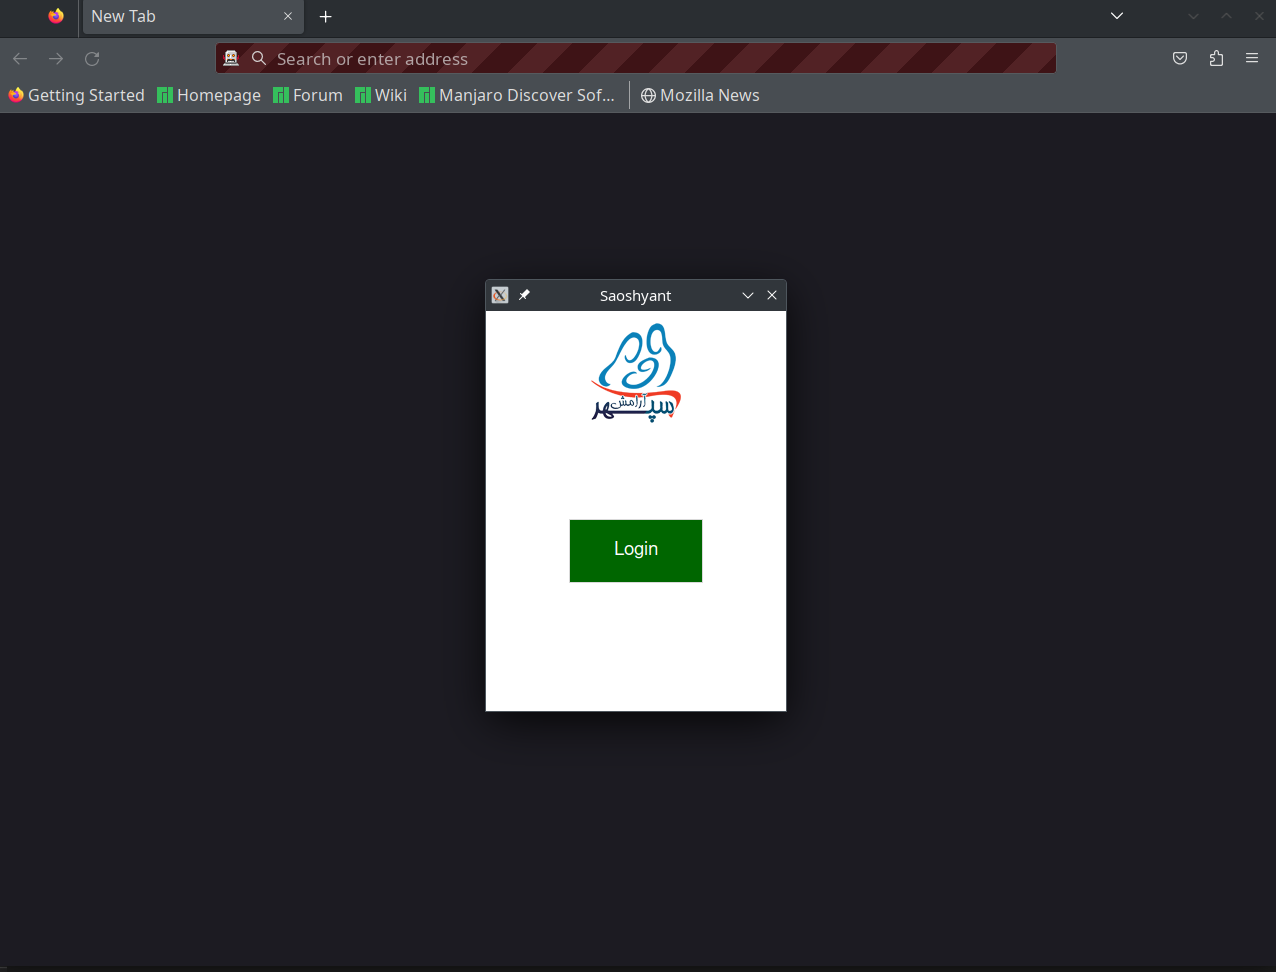 New Tab
Search or enter address
Getting Started Homepage Forum Wiki Manjaro Discover Sof... Mozilla News
Saoshyant
سپهر آرامش
Login